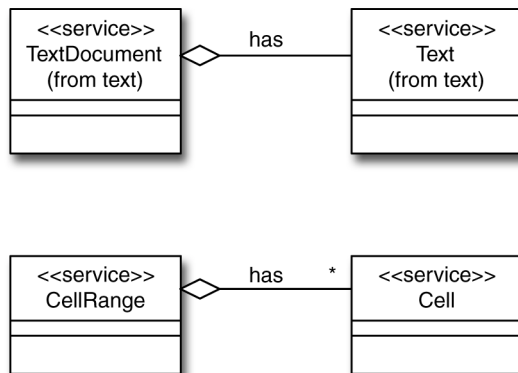 <<service>>
TextDocument
(from text)
has
<<service>>
Text
(from text)
<<service>>
CellRange
has *
<<service>>
Cell